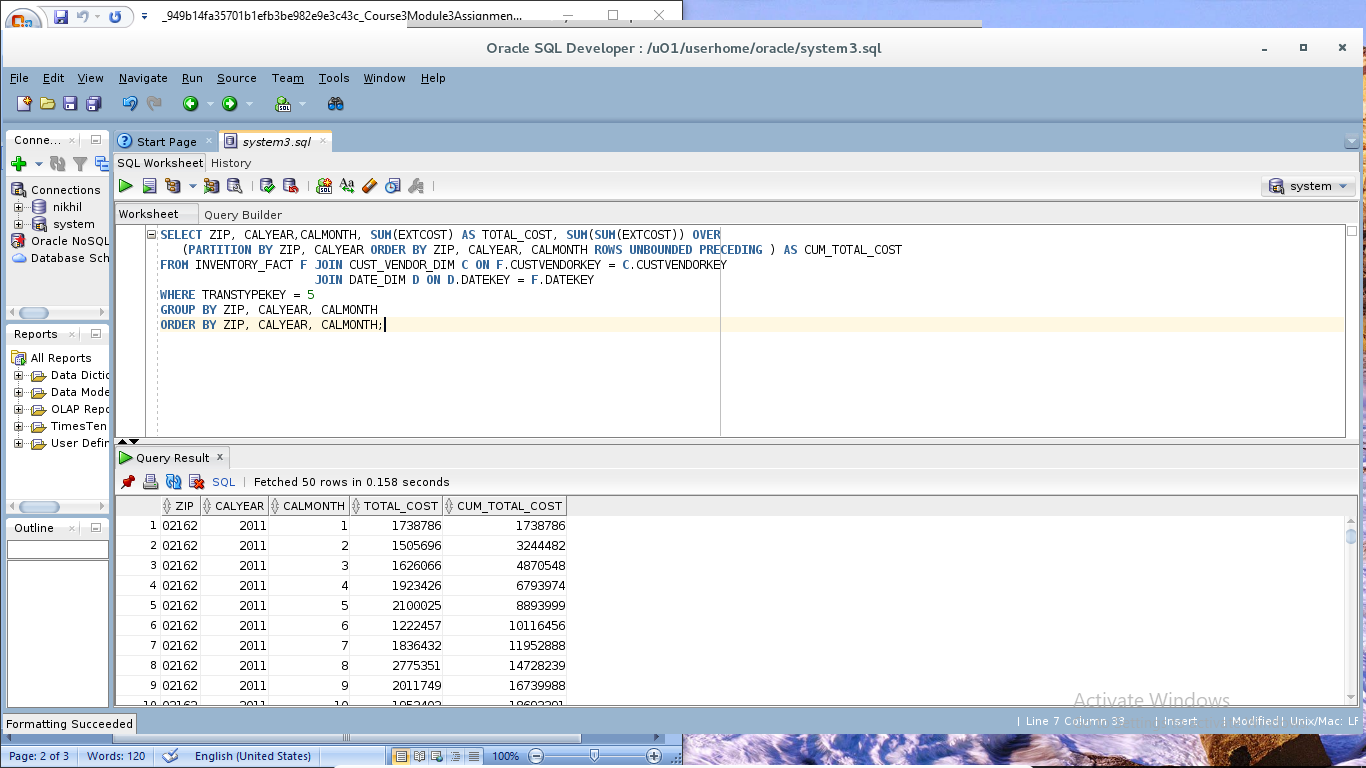 _949b14fa35701b1efb3be982e9e3c43c_Course3Module3Assignmen...
Oracle SQL Developer : /u01/userhome/oracle/system3.sql
File Edit View Navigate Run Source Team Tools Window Help
Conne...
Start Page
system3.sql
SQL Worksheet History
system
Connections
nikhil
system
Oracle NoSQL
Database Sch
Worksheet Query Builder
SELECT ZIP, CALYEAR,CALMONTH, SUM(EXTCOST) AS TOTAL_COST, SUM(SUM(EXTCOST)) OVER
(PARTITION BY ZIP, CALYEAR ORDER BY ZIP, CALYEAR, CALMONTH ROWS UNBOUNDED PRECEDING ) AS CUM_TOTAL_COST
FROM INVENTORY_FACT F JOIN CUST_VENDOR_DIM C ON F.CUSTVENDORKEY = C.CUSTVENDORKEY
JOIN DATE_DIM D ON D.DATEKEY = F.DATEKEY
WHERE TRANSTYPEKEY = 5
GROUP BY ZIP, CALYEAR, CALMONTH
ORDER BY ZIP, CALYEAR, CALMONTH;
Reports
All Reports
Data Dictio
Data Mode
OLAP Repo
TimesTen
User Defin
Outline
Query Result
SQL | Fetched 50 rows in 0.158 seconds
ZIP CALYEAR CALMONTH TOTAL_COST CUM_TOTAL_COST
1 02162 2011 1 1738786 1738786
2 02162 2011 2 1505696 3244482
3 02162 2011 3 1626066 4870548
4 02162 2011 4 1923426 6793974
5 02162 2011 5 2100025 8893999
6 02162 2011 6 1222457 10116456
7 02162 2011 7 1836432 11952888
8 02162 2011 8 2775351 14728239
9 02162 2011 9 2011749 16739988
Activate Windows
Formatting Succeeded
| Line 7 Column 33 | Insert | Modified| Unix/Mac: LF
Page: 2 of 3 Words: 120 English (United States) 100%